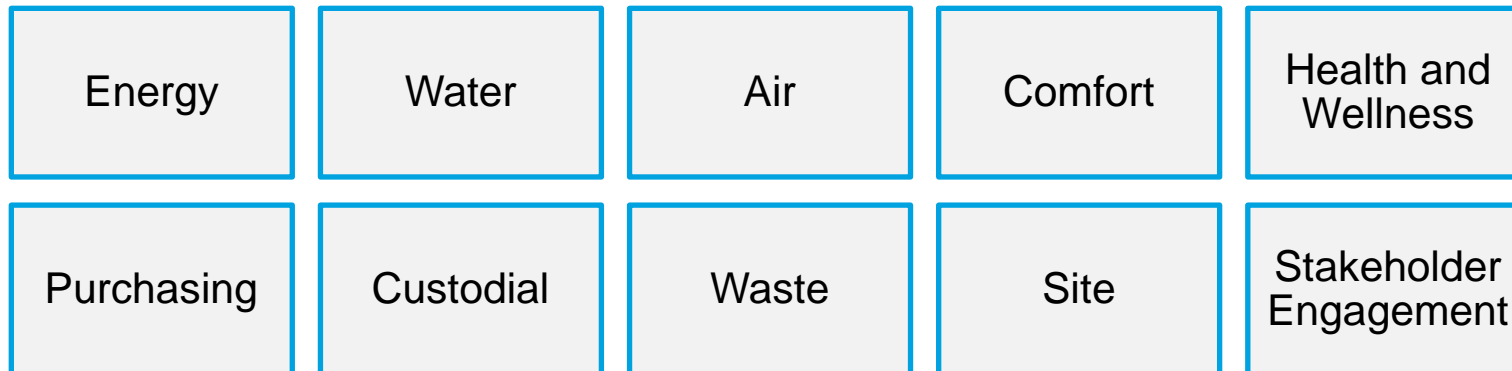 Energy
Water
Air
Comfort
Health and
Wellness
Purchasing
Custodial
Waste
Site
Stakeholder
Engagement